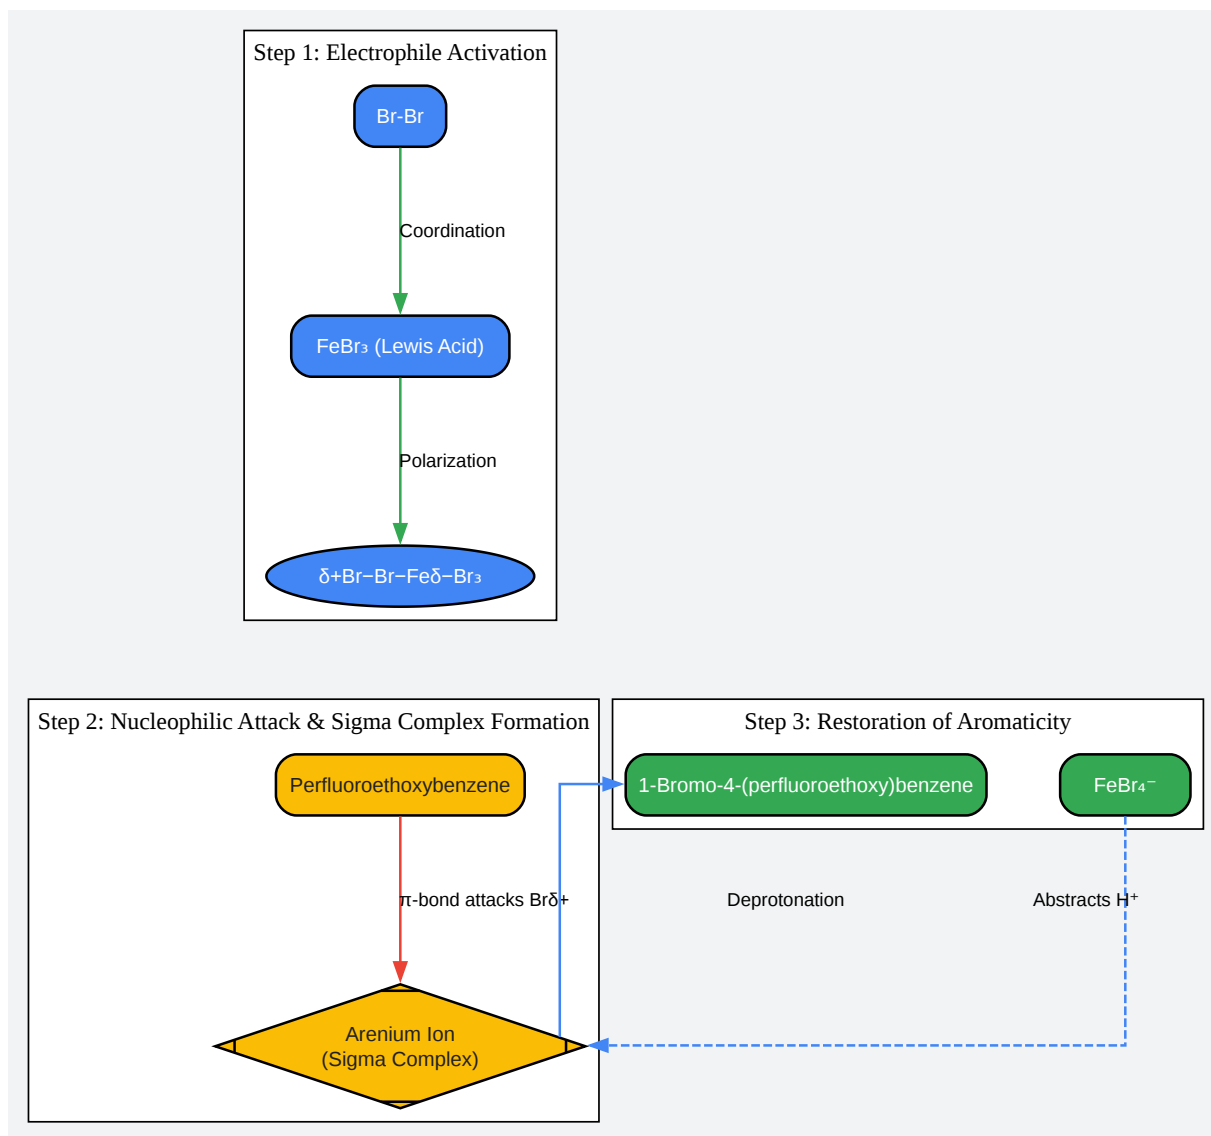 Step 1: Electrophile Activation
Br-Br
Coordination
FeBr₃ (Lewis Acid)
Polarization
δ+Br−Br−Feδ−Br₃
Step 2: Nucleophilic Attack & Sigma Complex Formation
Perfluoroethoxybenzene
π-bond attacks Brδ+
Arenium Ion
(Sigma Complex)
Step 3: Restoration of Aromaticity
1-Bromo-4-(perfluoroethoxy)benzene
FeBr₄⁻
Deprotonation
Abstracts H⁺